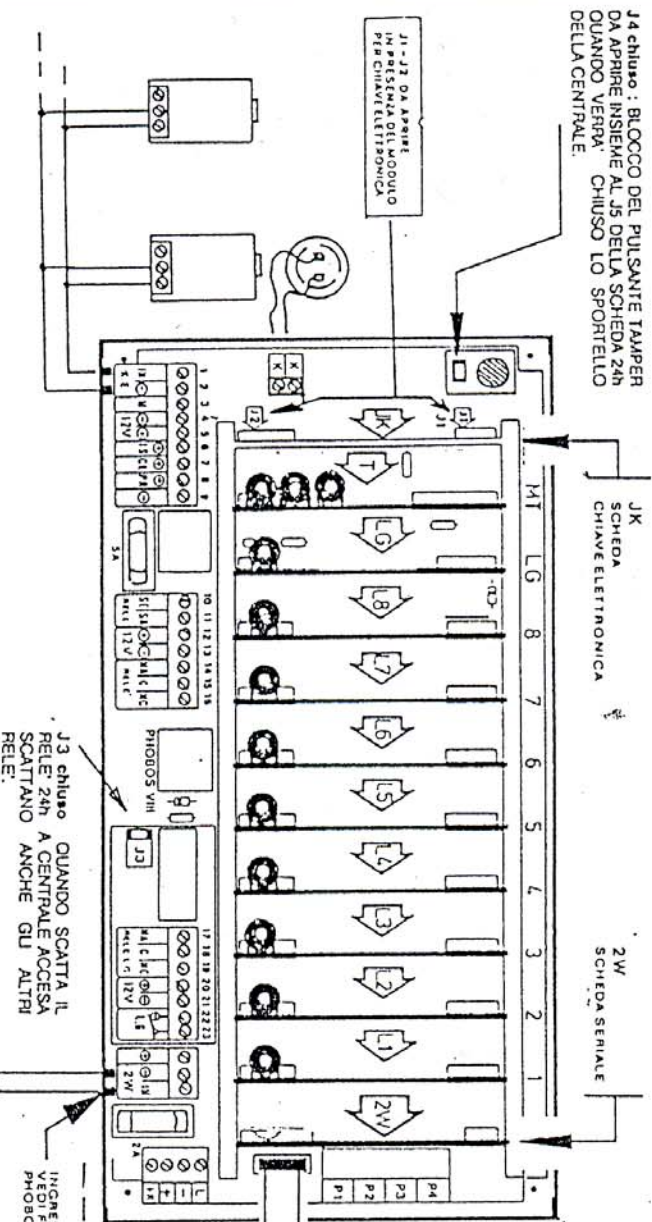 J4 chiuso : BLOCCO DEL PULSANTE TAMPER
DA APRIRE INSIEME AL J5 DELLA SCHEDA 24h
QUANDO VERRA' CHIUSO LO SPORTELLO
DELLA CENTRALE.
J1 - J2 DA APRIRE
IN PRESENZA DEL MODULO
PER CHIAVE ELETTRONICA
JK
SCHEDA
CHIAVE ELETTRONICA
2W
SCHEDA SERIALE
MT LG 8 7 6 5 4 3 2 1
J1
J2
JK
T
LG
L8
L7
L6
L5
L4
L3
L2
L1
2W
K K
1 2 3 4 5 6 7 8 9
12V
5A
10 11 12 13 14 15 16
12V
RELE'
PHOBOS VIII
J3
17 18 19 20 21 22 23
12V
LG
2W
2A
L
P1 P2 P3 P4
J3 chiuso QUANDO SCATTA IL
RELE' 24h A CENTRALE ACCESA
SCATTANO ANCHE GLI ALTRI
RELE'.
INGRE
VEDI F
PHOBO